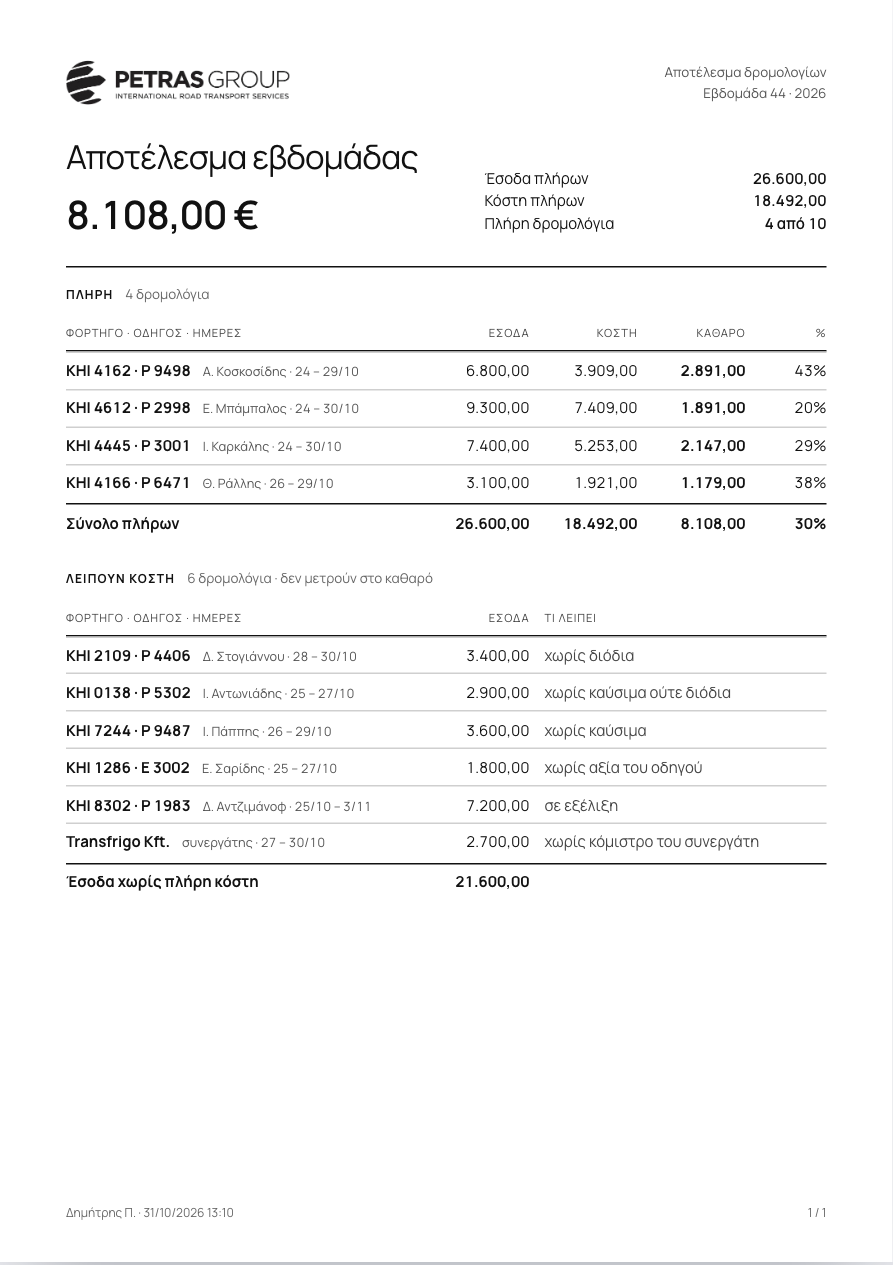 PETRAS GROUP
INTERNATIONAL ROAD TRANSPORT SERVICES
Αποτέλεσμα δρομολογίων
Εβδομάδα 44 · 2026
Αποτέλεσμα εβδομάδας
8.108,00 €
Έσοδα πλήρων 26.600,00
Κόστη πλήρων 18.492,00
Πλήρη δρομολόγια 4 από 10
ΠΛΗΡΗ 4 δρομολόγια
ΦΟΡΤΗΓΟ · ΟΔΗΓΟΣ · ΗΜΕΡΕΣ ΕΣΟΔΑ ΚΟΣΤΗ ΚΑΘΑΡΟ %
ΚΗΙ 4162 · Ρ 9498 Α. Κοσκοσίδης · 24 – 29/10 6.800,00 3.909,00 2.891,00 43%
ΚΗΙ 4612 · Ρ 2998 Ε. Μπάμπαλος · 24 – 30/10 9.300,00 7.409,00 1.891,00 20%
ΚΗΙ 4445 · Ρ 3001 Ι. Καρκάλης · 24 – 30/10 7.400,00 5.253,00 2.147,00 29%
ΚΗΙ 4166 · Ρ 6471 Θ. Ράλλης · 26 – 29/10 3.100,00 1.921,00 1.179,00 38%
Σύνολο πλήρων 26.600,00 18.492,00 8.108,00 30%
ΛΕΙΠΟΥΝ ΚΟΣΤΗ 6 δρομολόγια · δεν μετρούν στο καθαρό
ΦΟΡΤΗΓΟ · ΟΔΗΓΟΣ · ΗΜΕΡΕΣ ΕΣΟΔΑ ΤΙ ΛΕΙΠΕΙ
ΚΗΙ 2109 · Ρ 4406 Δ. Στογιάννου · 28 – 30/10 3.400,00 χωρίς διόδια
ΚΗΙ 0138 · Ρ 5302 Ι. Αντωνιάδης · 25 – 27/10 2.900,00 χωρίς καύσιμα ούτε διόδια
ΚΗΙ 7244 · Ρ 9487 Ι. Πάππης · 26 – 29/10 3.600,00 χωρίς καύσιμα
ΚΗΙ 1286 · Ε 3002 Ε. Σαρίδης · 25 – 27/10 1.800,00 χωρίς αξία του οδηγού
ΚΗΙ 8302 · Ρ 1983 Δ. Αντζιμάνοφ · 25/10 – 3/11 7.200,00 σε εξέλιξη
Transfrigo Kft. συνεργάτης · 27 – 30/10 2.700,00 χωρίς κόμιστρο του συνεργάτη
Έσοδα χωρίς πλήρη κόστη 21.600,00
Δημήτρης Π. · 31/10/2026 13:10 1 / 1